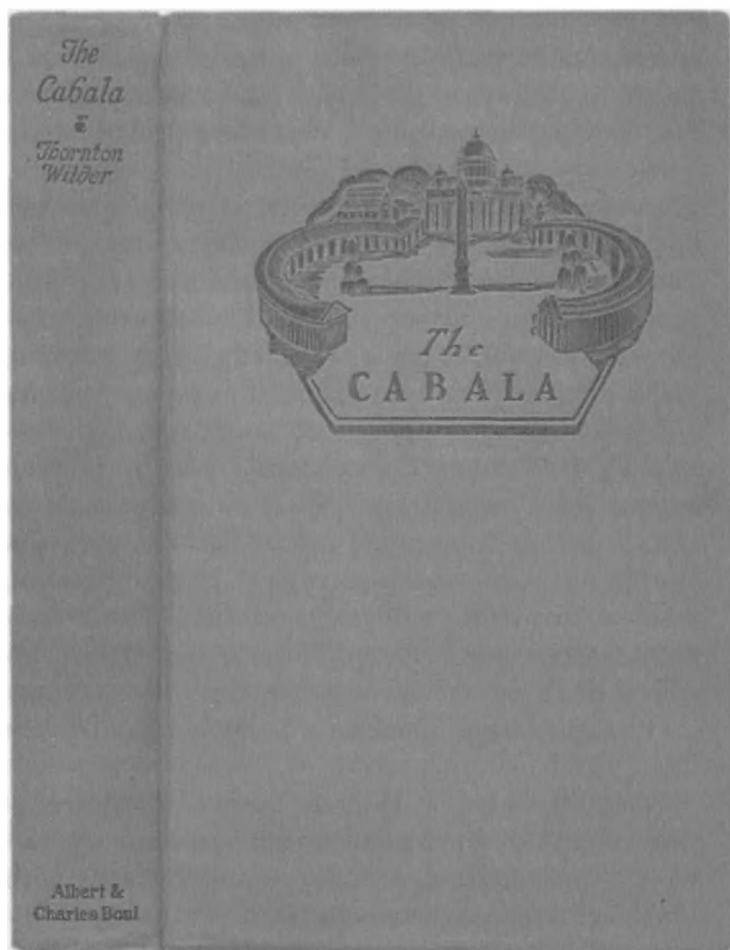 The
Cabala
Thornton
Wilder
Albert &
Charles Boni
The
CABALA